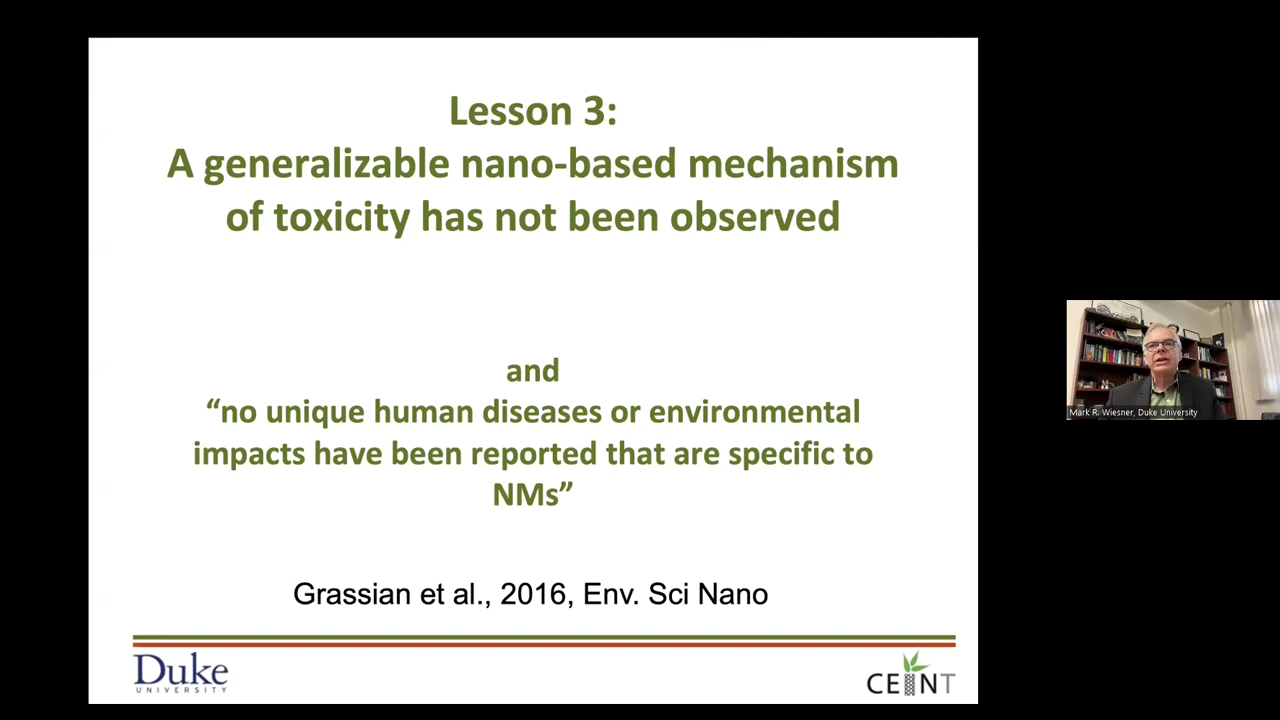 Lesson 3:
A generalizable nano-based mechanism
of toxicity has not been observed
and
“no unique human diseases or environmental
impacts have been reported that are specific to
NMs”
Grassian et al., 2016, Env. Sci Nano
Duke
UNIVERSITY
CEINT
Mark R. Wiesner, Duke University